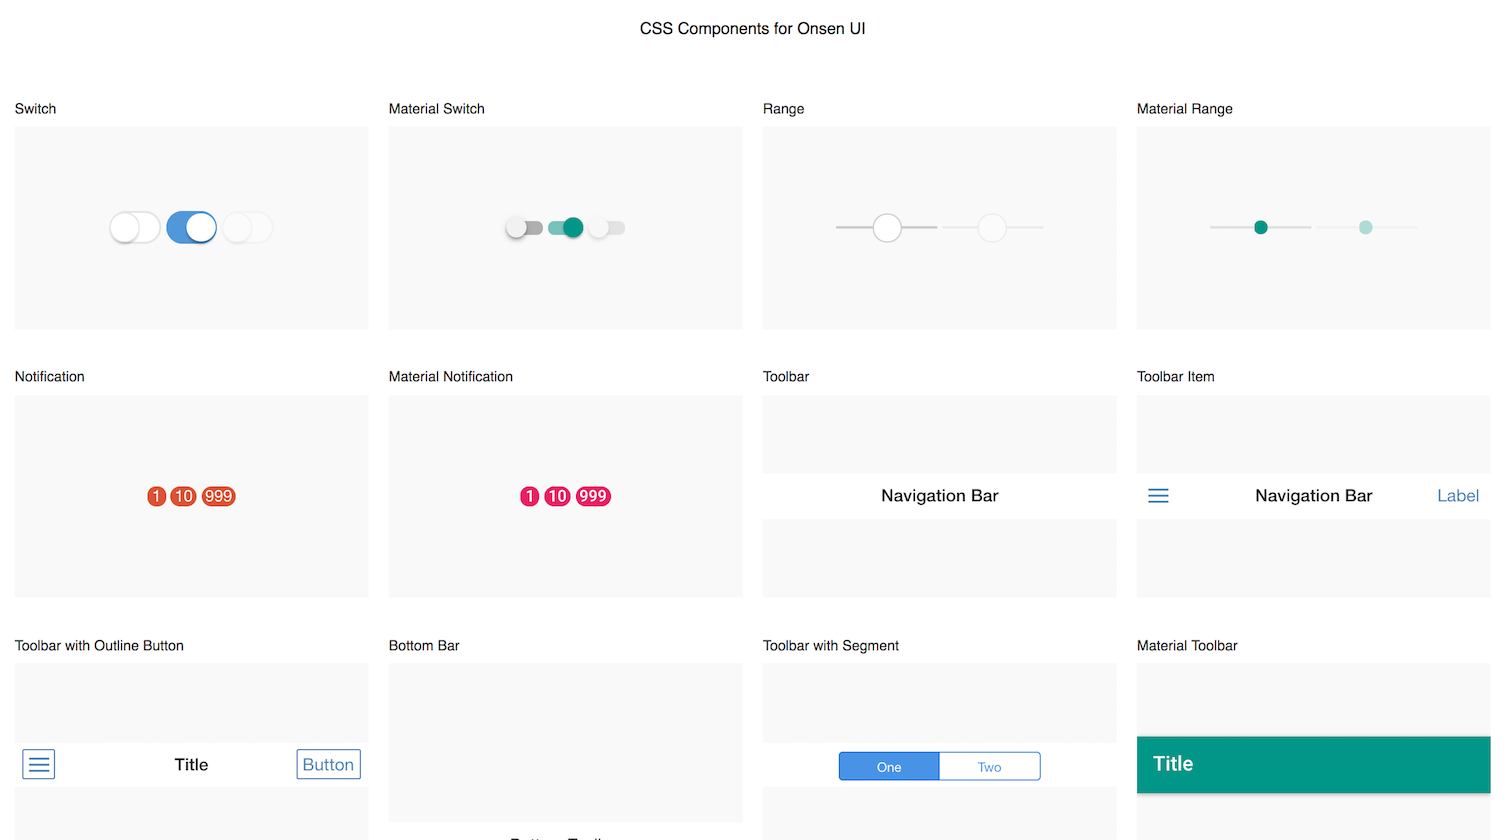 CSS Components for Onsen UI
Switch
Material Switch
Range
Material Range
Notification
Material Notification
Toolbar
Toolbar Item
1 10 999
1 10 999
Navigation Bar
Navigation Bar
Label
Toolbar with Outline Button
Bottom Bar
Toolbar with Segment
Material Toolbar
Title
Button
One
Two
Title